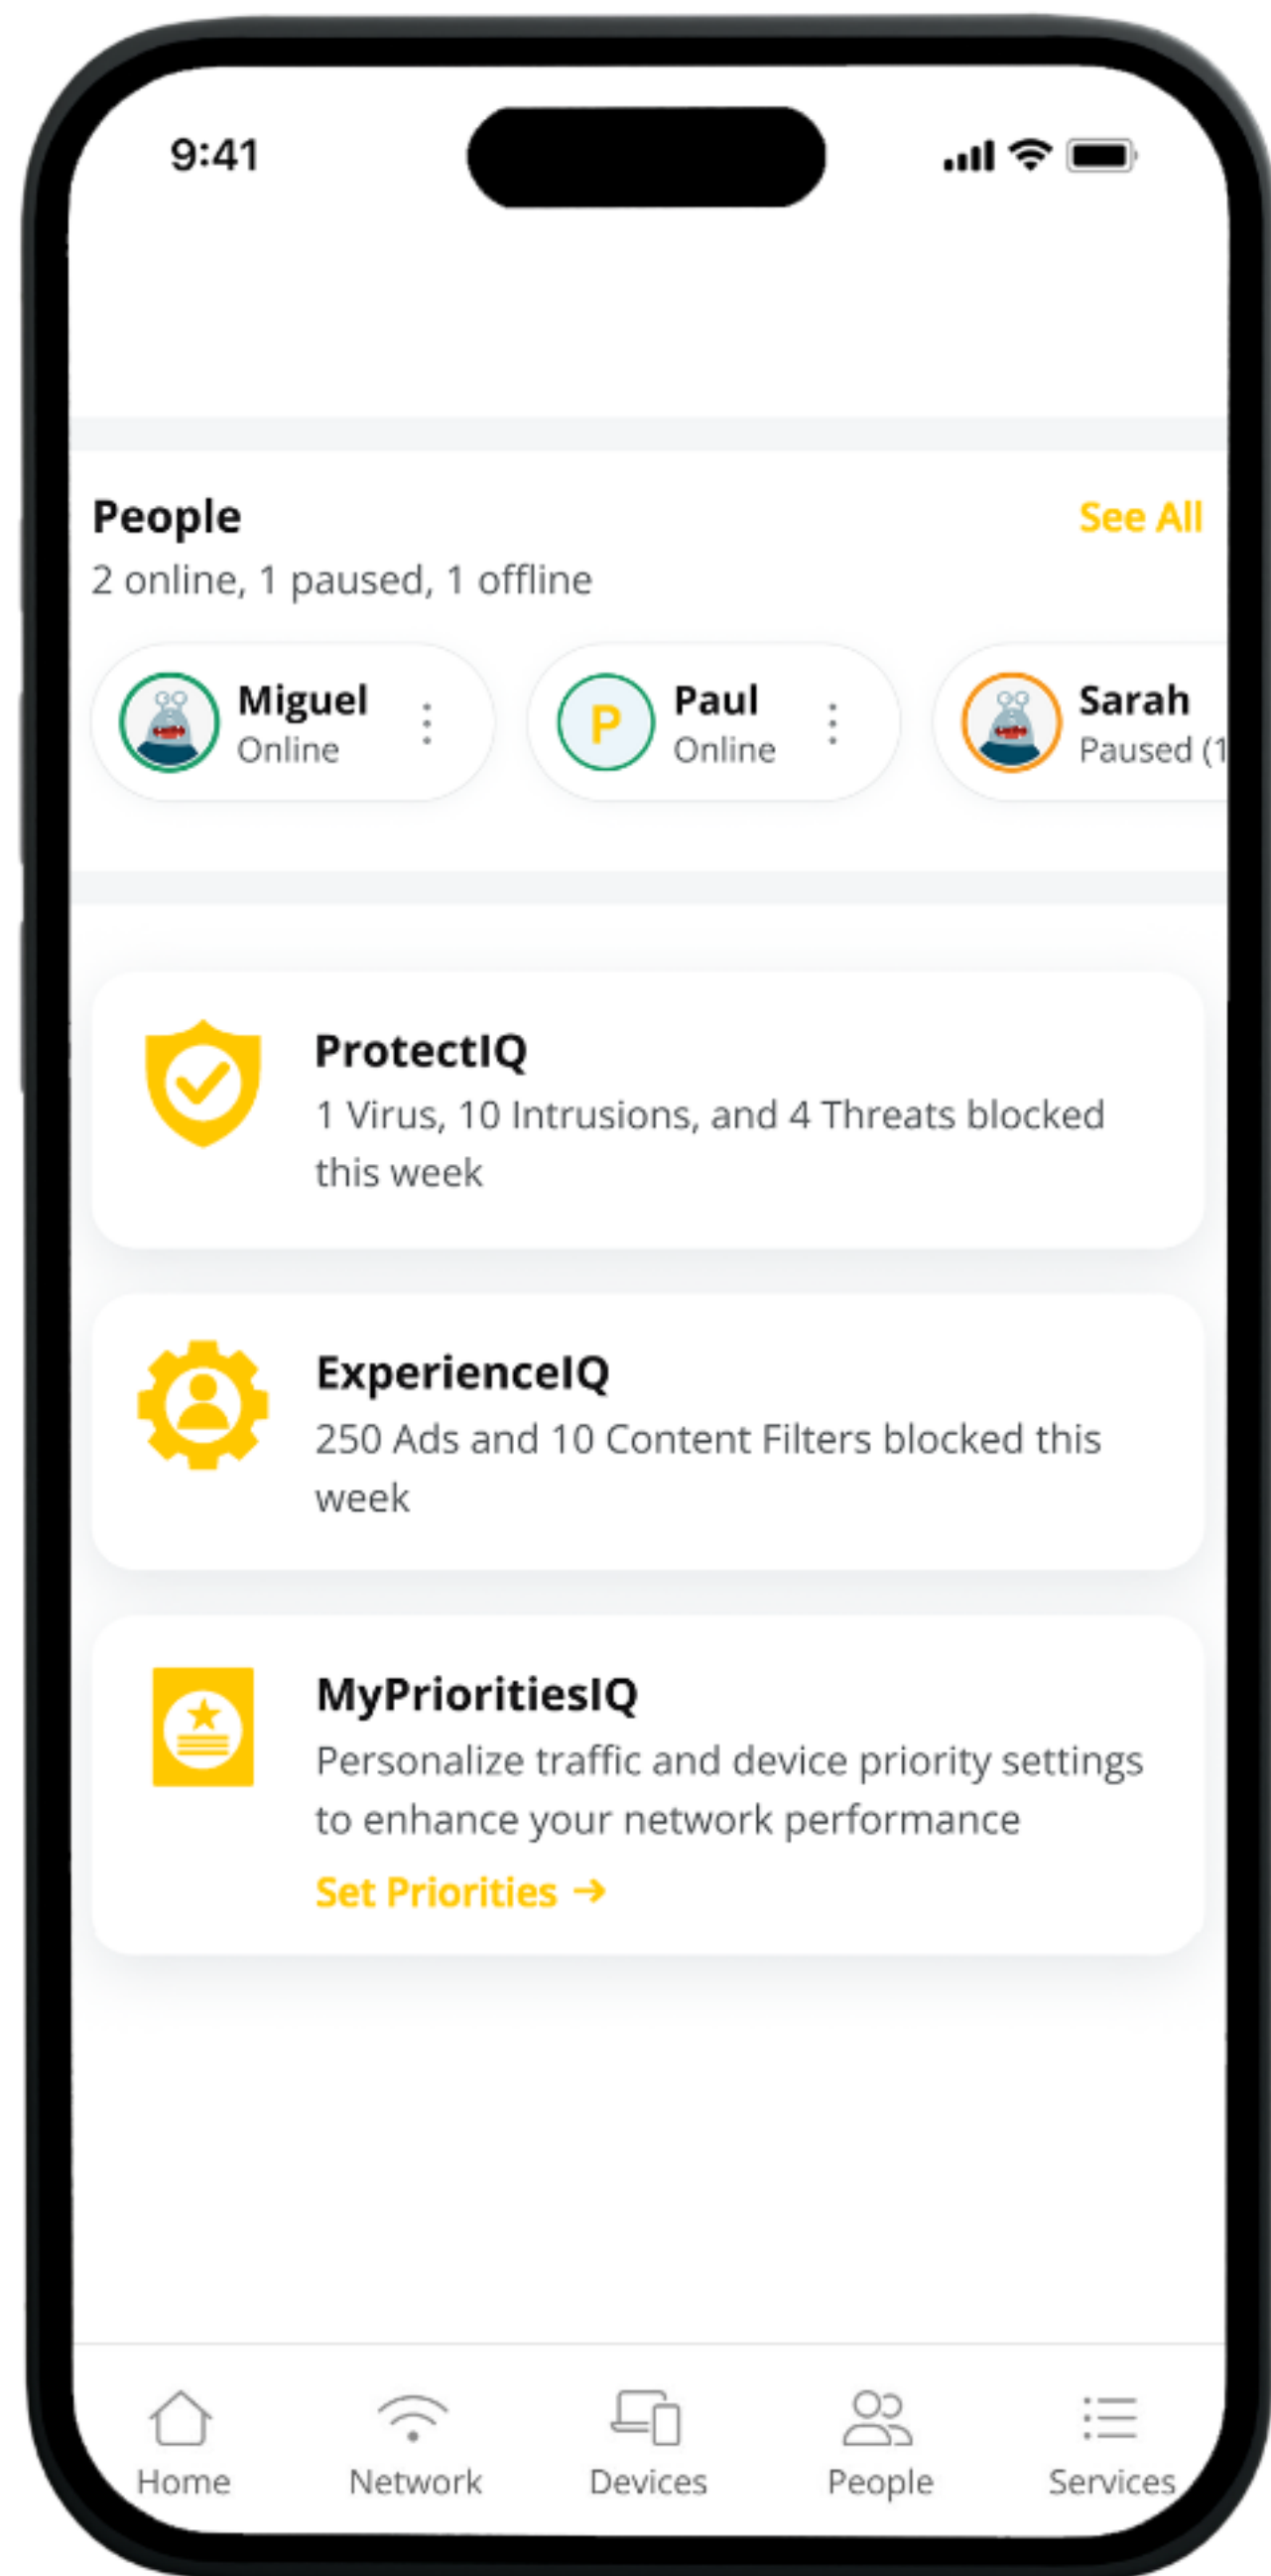 9:41
People
See All
2 online, 1 paused, 1 offline
Miguel
Online
P
Paul
Online
Sarah
Paused (1
ProtectIQ
1 Virus, 10 Intrusions, and 4 Threats blocked
this week
ExperienceIQ
250 Ads and 10 Content Filters blocked this
week
MyPrioritiesIQ
Personalize traffic and device priority settings
to enhance your network performance
Set Priorities →
Home
Network
Devices
People
Services